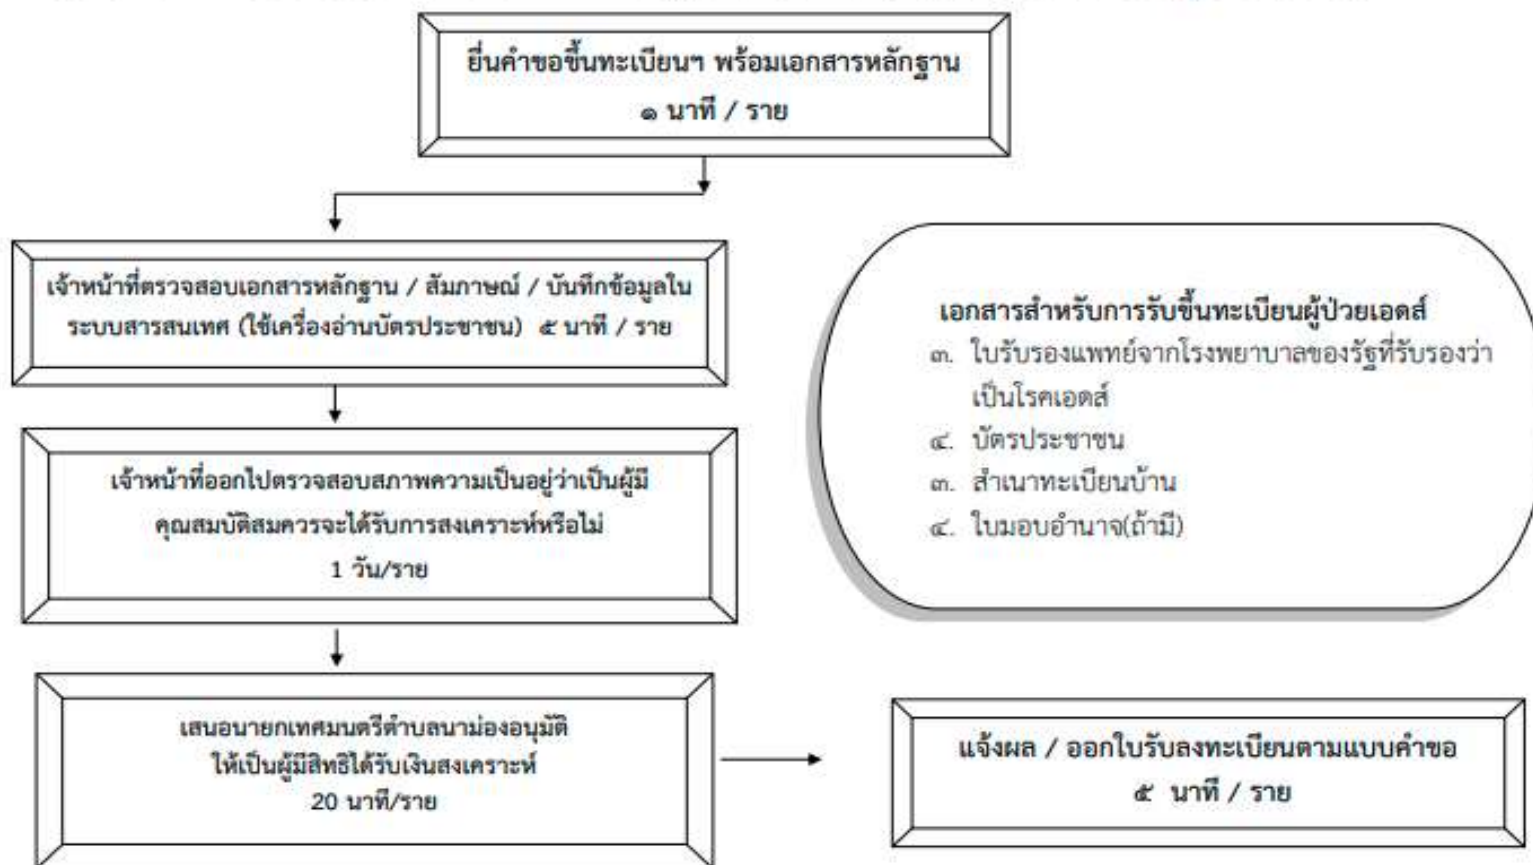 ยื่นคำขอขึ้นทะเบียนฯ พร้อมเอกสารหลักฐาน
๑ นาที / ราย
เจ้าหน้าที่ตรวจสอบเอกสารหลักฐาน / สัมภาษณ์ / บันทึกข้อมูลใน
ระบบสารสนเทศ (ใช้เครื่องอ่านบัตรประชาชน) ๕ นาที / ราย
เจ้าหน้าที่ออกไปตรวจสอบสภาพความเป็นอยู่ว่าเป็นผู้มี
คุณสมบัติสมควรจะได้รับการสงเคราะห์หรือไม่
1 วัน/ราย
เสนอนายกเทศมนตรีตำบลนาม่องอนุมัติ
ให้เป็นผู้มีสิทธิได้รับเงินสงเคราะห์
20 นาที/ราย
เอกสารสำหรับการรับขึ้นทะเบียนผู้ป่วยเอดส์
๓. ใบรับรองแพทย์จากโรงพยาบาลของรัฐที่รับรองว่า
เป็นโรคเอดส์
๔. บัตรประชาชน
๓. สำเนาทะเบียนบ้าน
๔. ใบมอบอำนาจ(ถ้ามี)
แจ้งผล / ออกใบรับลงทะเบียนตามแบบคำขอ
๕ นาที / ราย